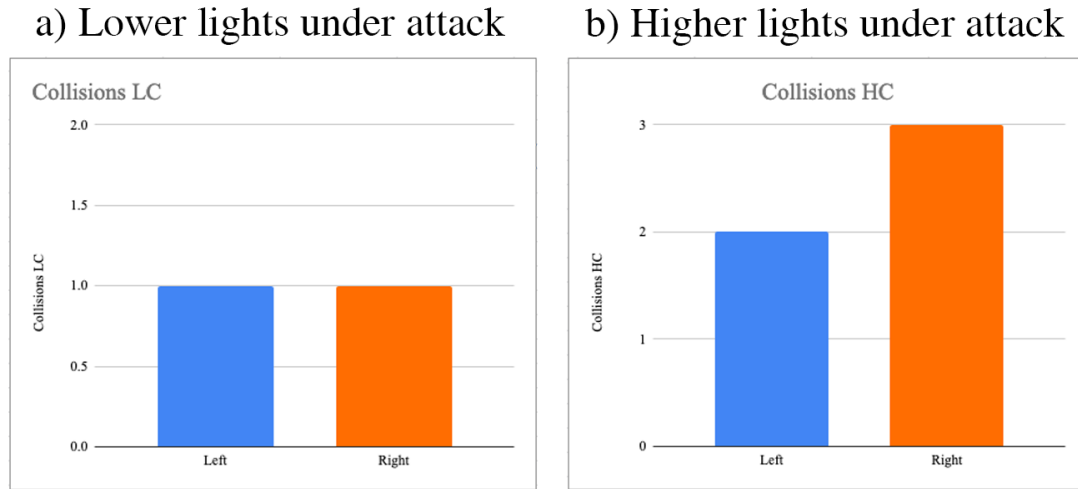 a) Lower lights under attack
Collisions LC
2.0
1.5
1.0
0.5
0.0
Collisions LC
Left
Right
b) Higher lights under attack
Collisions HC
3
2
1
0
Collisions HC
Left
Right